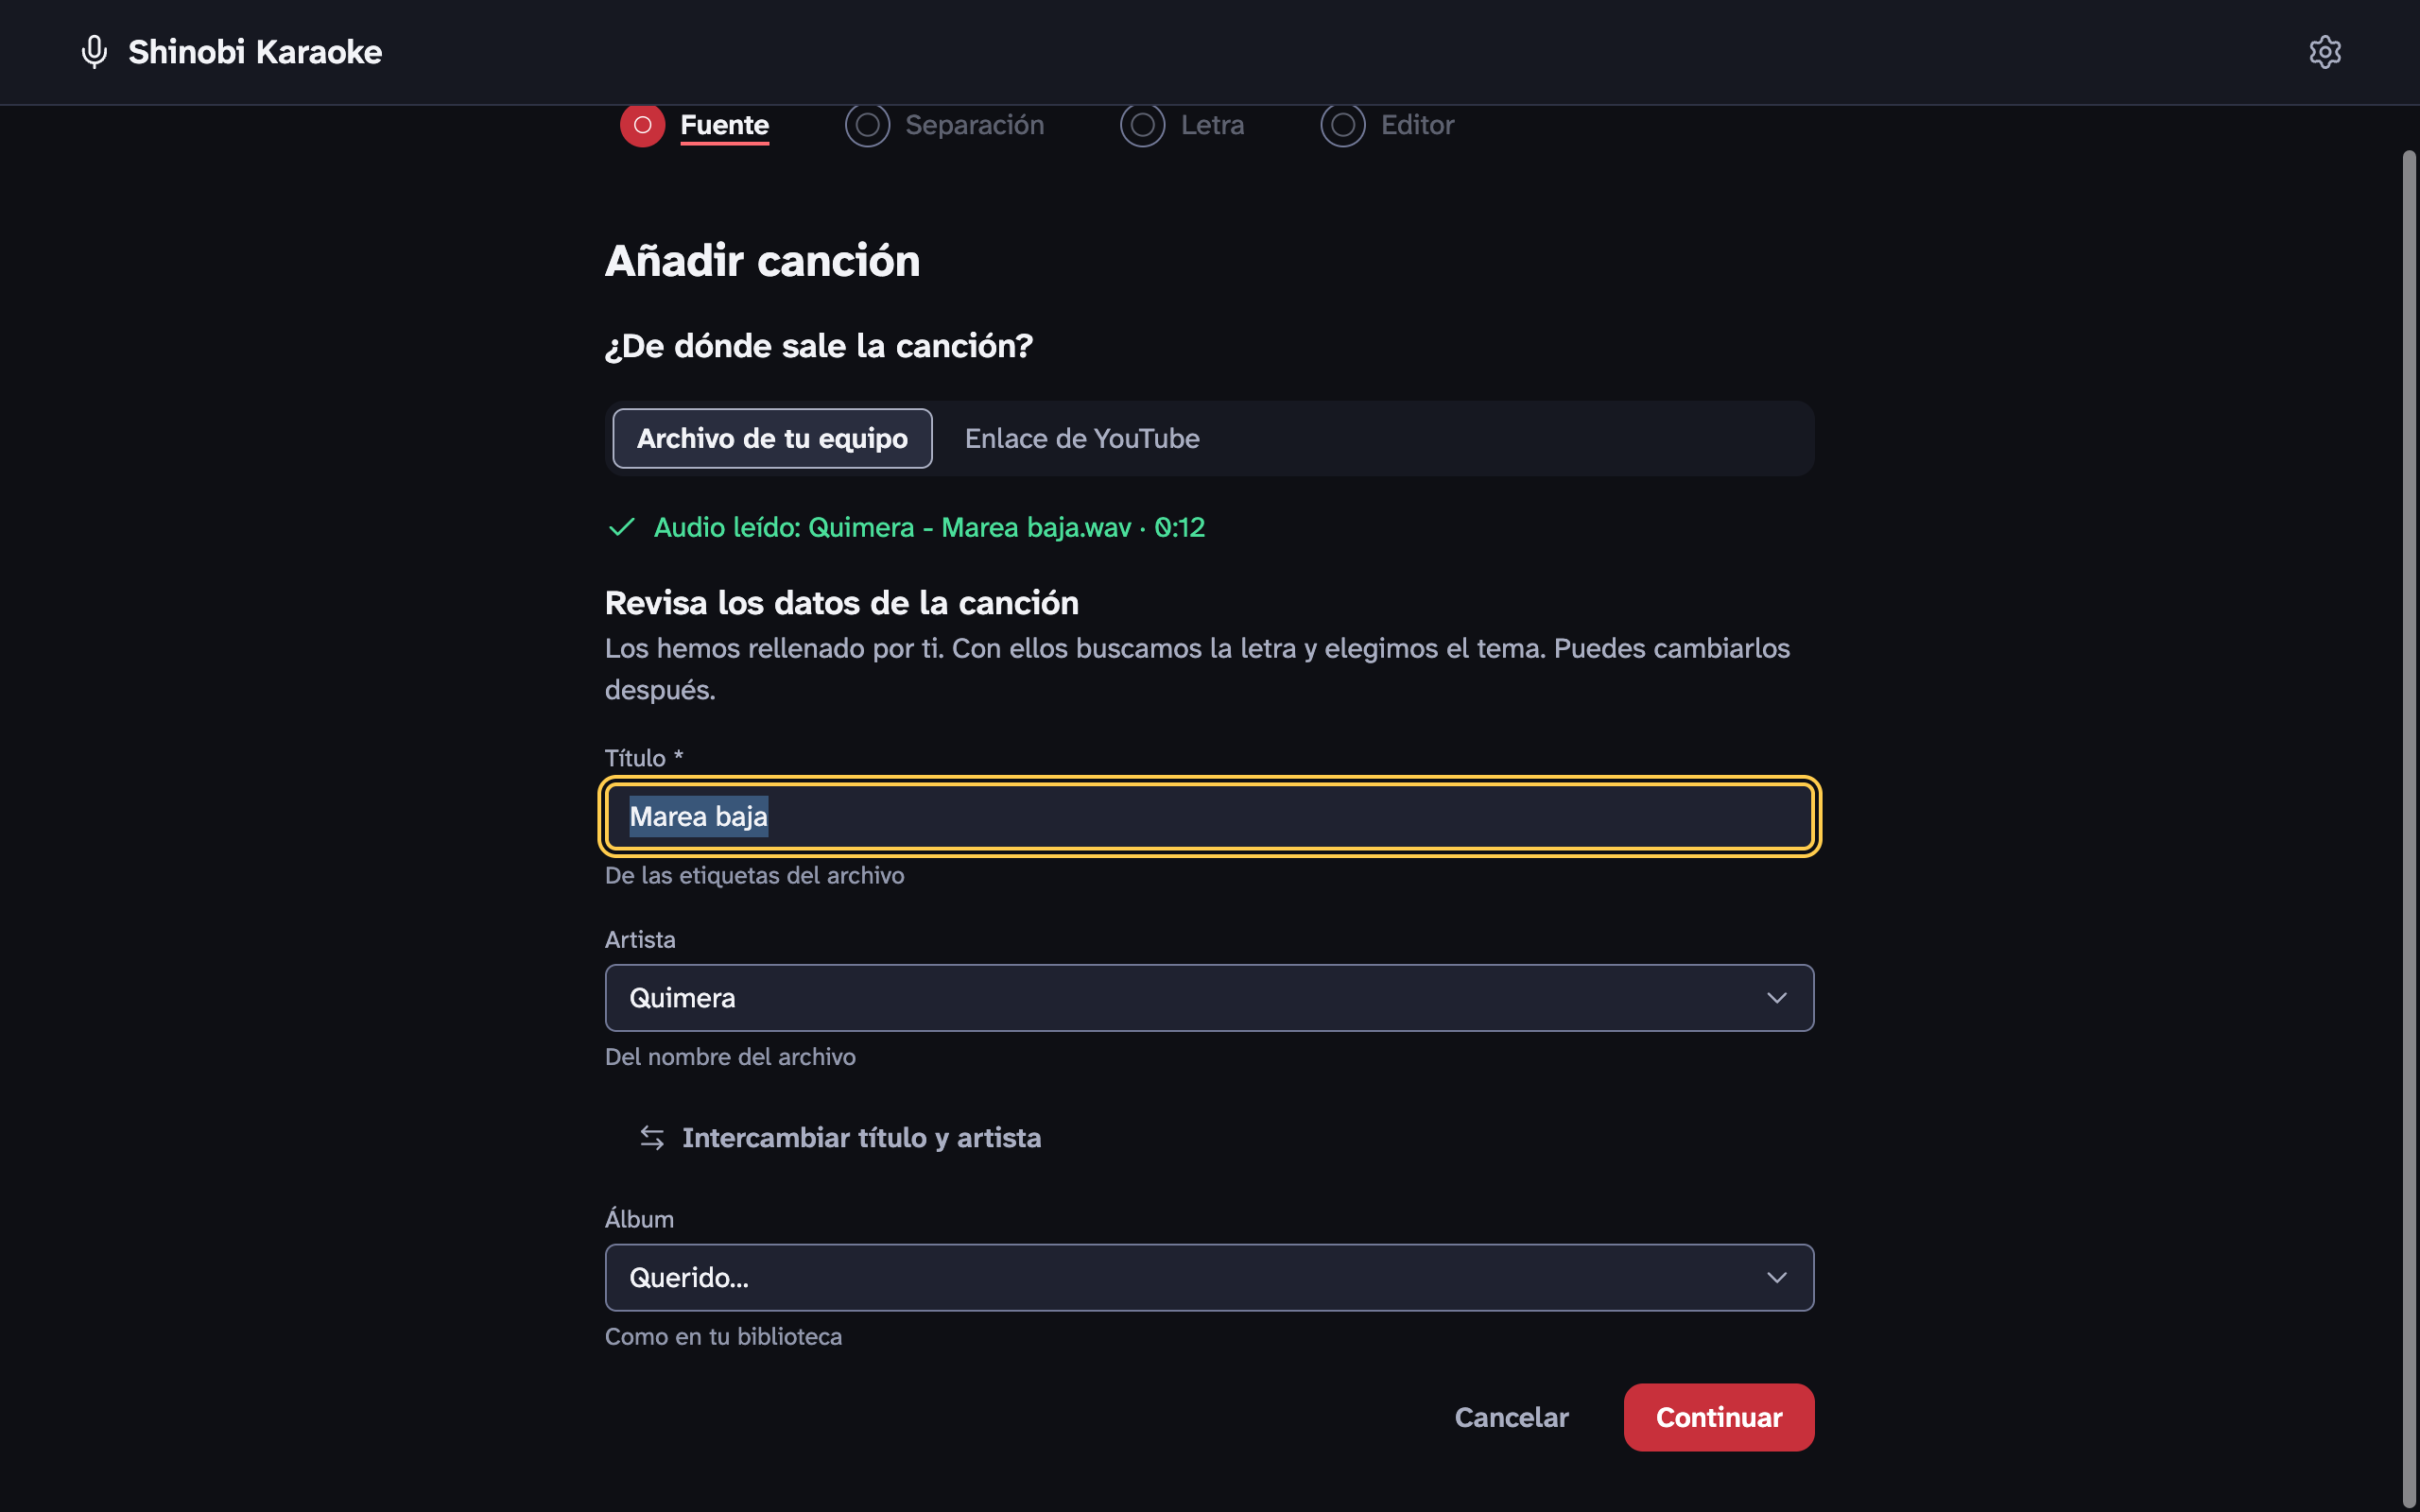 Shinobi Karaoke
Fuente
Separación
Letra
Editor
Añadir canción
¿De dónde sale la canción?
Archivo de tu equipo
Enlace de YouTube
Audio leído: Quimera - Marea baja.wav · 0:12
Revisa los datos de la canción
Los hemos rellenado por ti. Con ellos buscamos la letra y elegimos el tema. Puedes cambiarlos
después.
Título *
Marea baja
De las etiquetas del archivo
Artista
Quimera
Del nombre del archivo
Intercambiar título y artista
Álbum
Querido...
Como en tu biblioteca
Cancelar
Continuar